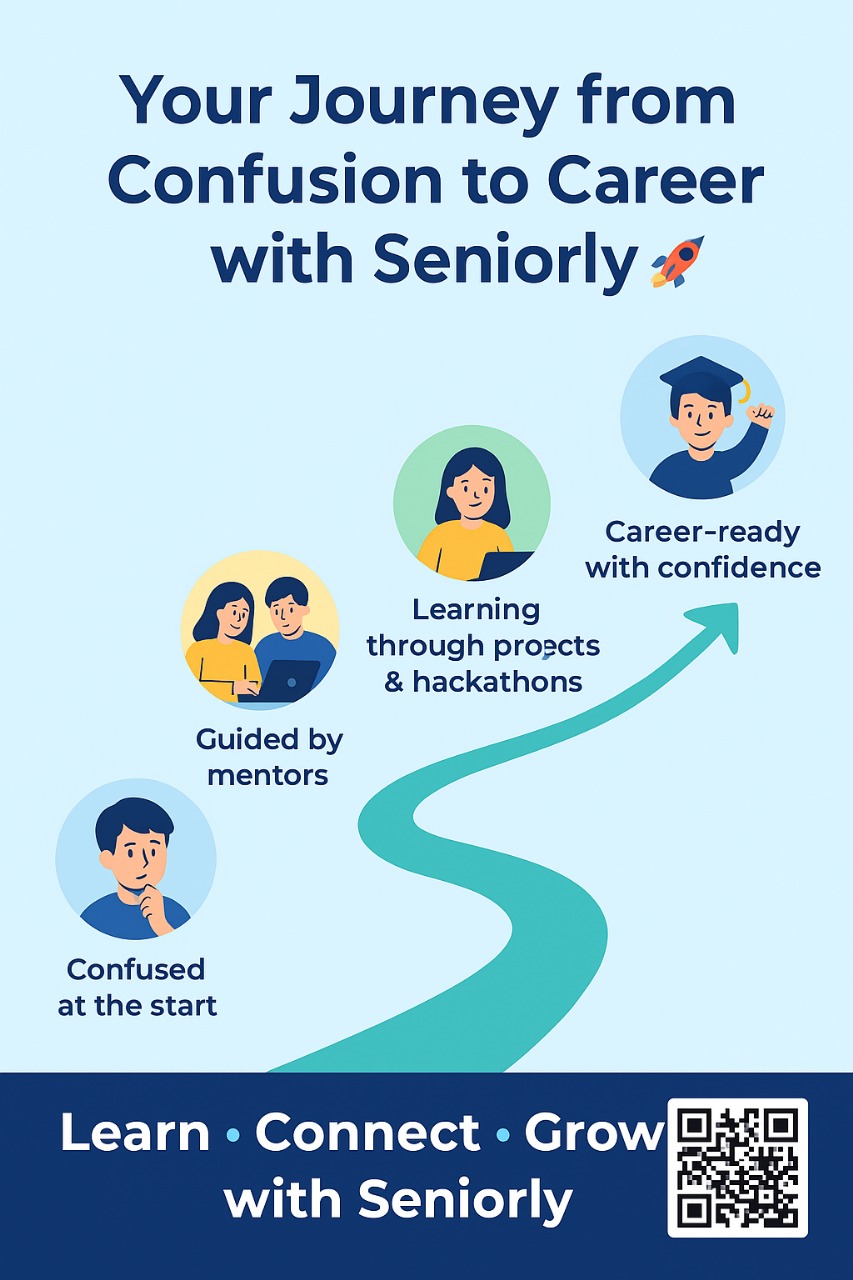 Your Journey from
Confusion to Career
with Seniorly 🚀
Career-ready
with confidence
Learning
through proećts
& hackathons
Guided by
mentors
Confused
at the start
Learn • Connect • Grow
with Seniorly